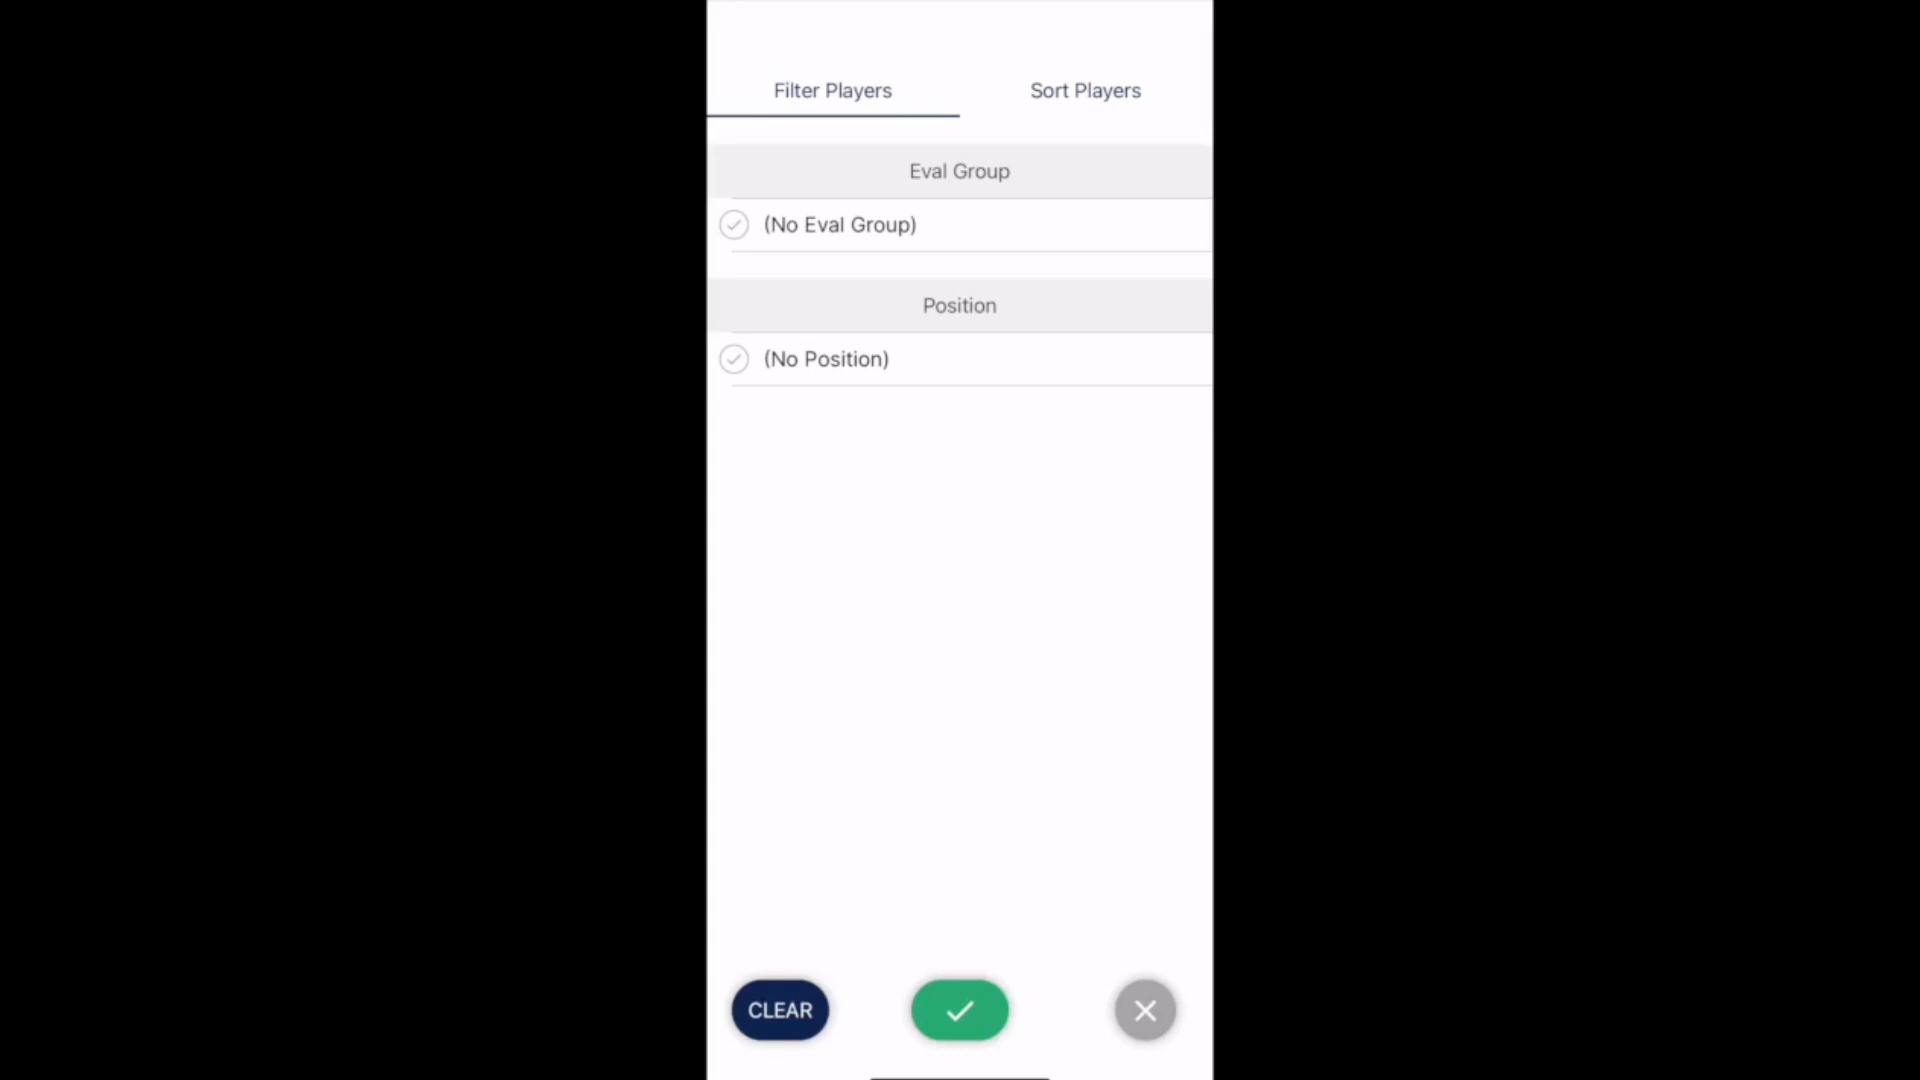 Filter Players
Sort Players
Eval Group
(No Eval Group)
Position
(No Position)
CLEAR